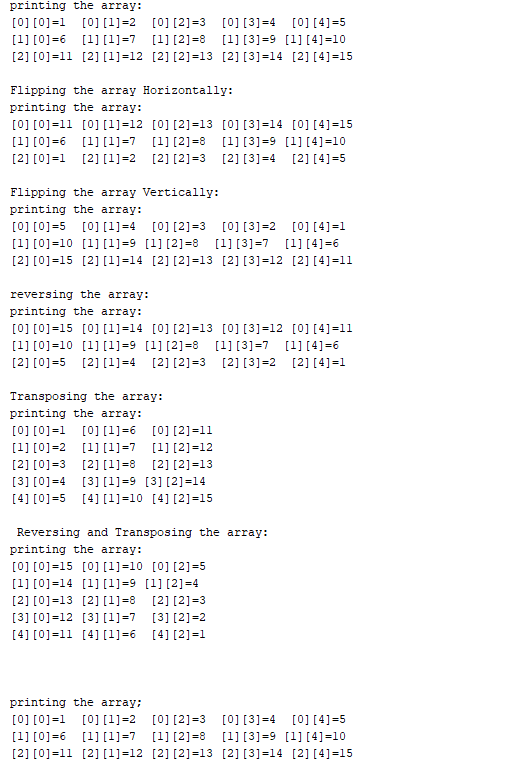 printing the array:
[0][0]=1  [0][1]=2  [0][2]=3  [0][3]=4  [0][4]=5
[1][0]=6  [1][1]=7  [1][2]=8  [1][3]=9 [1][4]=10
[2][0]=11 [2][1]=12 [2][2]=13 [2][3]=14 [2][4]=15

Flipping the array Horizontally:
printing the array:
[0][0]=11 [0][1]=12 [0][2]=13 [0][3]=14 [0][4]=15
[1][0]=6  [1][1]=7  [1][2]=8  [1][3]=9 [1][4]=10
[2][0]=1  [2][1]=2  [2][2]=3  [2][3]=4  [2][4]=5

Flipping the array Vertically:
printing the array:
[0][0]=5  [0][1]=4  [0][2]=3  [0][3]=2  [0][4]=1
[1][0]=10 [1][1]=9 [1][2]=8  [1][3]=7  [1][4]=6
[2][0]=15 [2][1]=14 [2][2]=13 [2][3]=12 [2][4]=11

reversing the array:
printing the array:
[0][0]=15 [0][1]=14 [0][2]=13 [0][3]=12 [0][4]=11
[1][0]=10 [1][1]=9 [1][2]=8  [1][3]=7  [1][4]=6
[2][0]=5  [2][1]=4  [2][2]=3  [2][3]=2  [2][4]=1

Transposing the array:
printing the array:
[0][0]=1  [0][1]=6  [0][2]=11
[1][0]=2  [1][1]=7  [1][2]=12
[2][0]=3  [2][1]=8  [2][2]=13
[3][0]=4  [3][1]=9 [3][2]=14
[4][0]=5  [4][1]=10 [4][2]=15

 Reversing and Transposing the array:
printing the array:
[0][0]=15 [0][1]=10 [0][2]=5
[1][0]=14 [1][1]=9 [1][2]=4
[2][0]=13 [2][1]=8  [2][2]=3
[3][0]=12 [3][1]=7  [3][2]=2
[4][0]=11 [4][1]=6  [4][2]=1

printing the array;
[0][0]=1  [0][1]=2  [0][2]=3  [0][3]=4  [0][4]=5
[1][0]=6  [1][1]=7  [1][2]=8  [1][3]=9 [1][4]=10
[2][0]=11 [2][1]=12 [2][2]=13 [2][3]=14 [2][4]=15